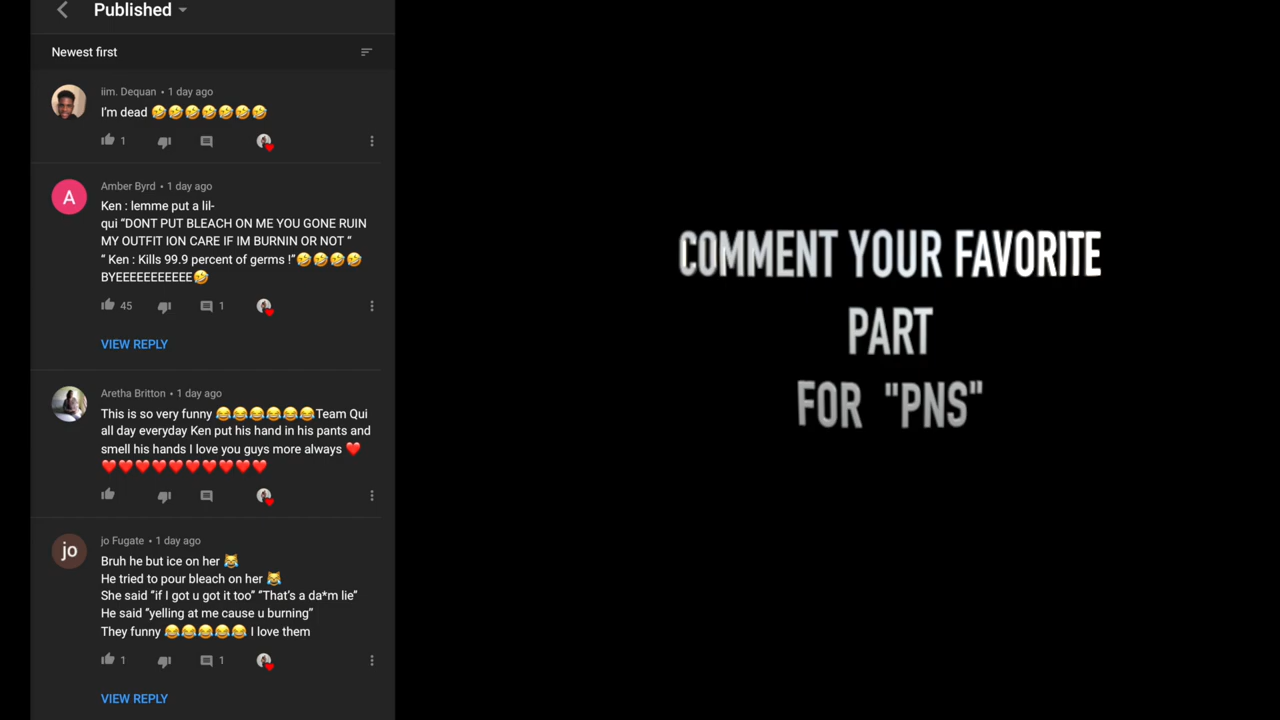 Published
Newest first
iim. Dequan • 1 day ago
I'm dead 🤣🤣🤣🤣🤣🤣🤣
1
A
Amber Byrd • 1 day ago
Ken : lemme put a lil-
qui “DONT PUT BLEACH ON ME YOU GONE RUIN
MY OUTFIT ION CARE IF IM BURNIN OR NOT “
“ Ken : Kills 99.9 percent of germs !”🤣🤣🤣🤣
BYEEEEEEEEEEE🤣
45 1
VIEW REPLY
Aretha Britton • 1 day ago
This is so very funny 😂😂😂😂😂😂Team Qui
all day everyday Ken put his hand in his pants and
smell his hands I love you guys more always ❤️
❤️❤️❤️❤️❤️❤️❤️❤️❤️❤️
jo
jo Fugate • 1 day ago
Bruh he but ice on her 😹
He tried to pour bleach on her 😹
She said “if I got u got it too” “That's a da*m lie”
He said “yelling at me cause u burning”
They funny 😂😂😂😂😂 I love them
1 1
VIEW REPLY
COMMENT YOUR FAVORITE
PART
FOR "PNS"